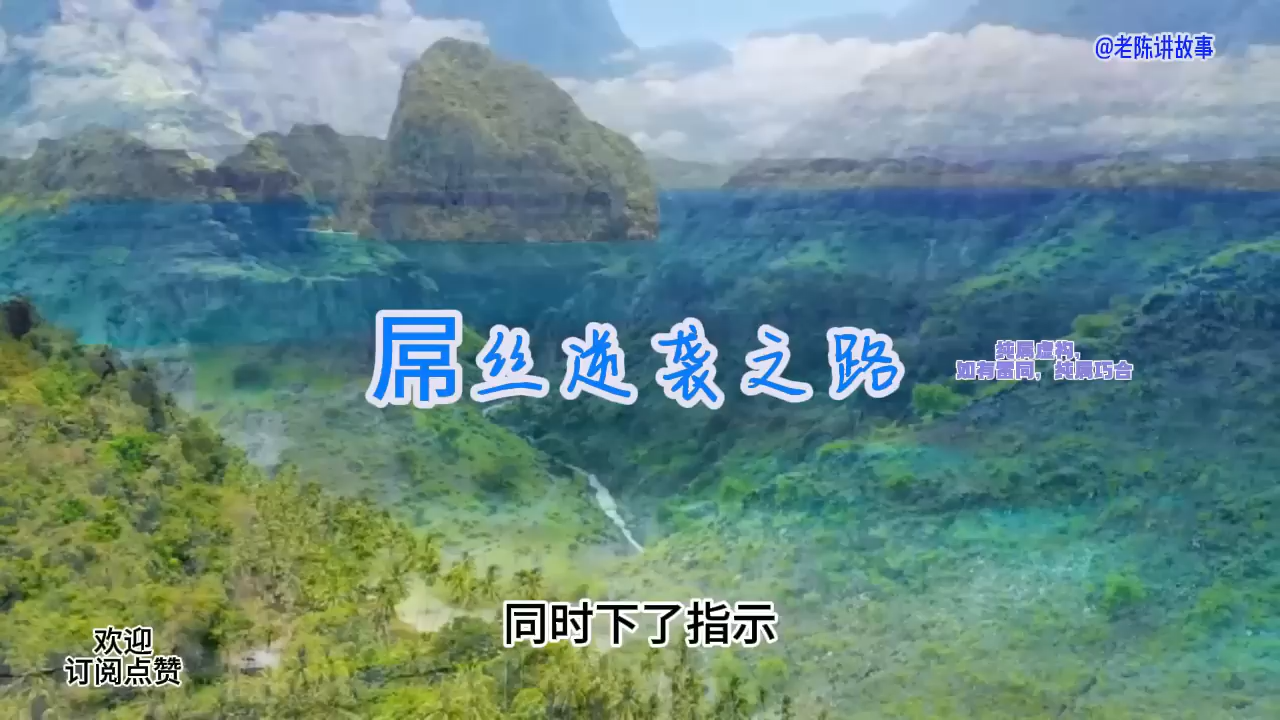 @老陈讲故事
屌丝逆袭之路
纯属虚构，
如有雷同，纯属巧合
同时下了指示
欢迎
订阅点赞